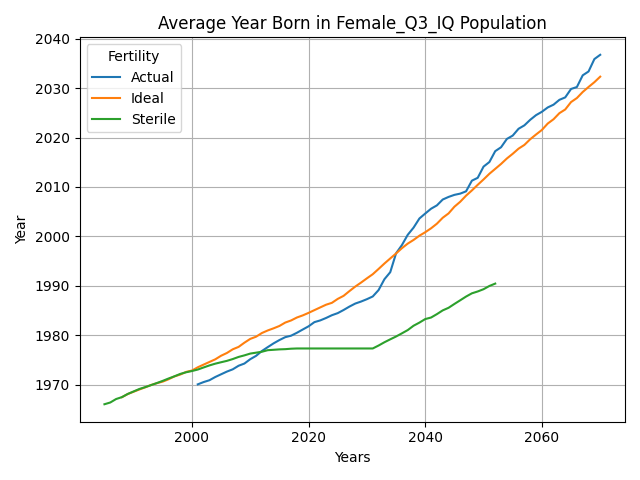 Average Year Born in Female_Q3_IQ Population
2040
2030
2020
2010
2000
1990
1980
1970
Year
Fertility
Actual
Ideal
Sterile
2000
2020
2040
2060
Years